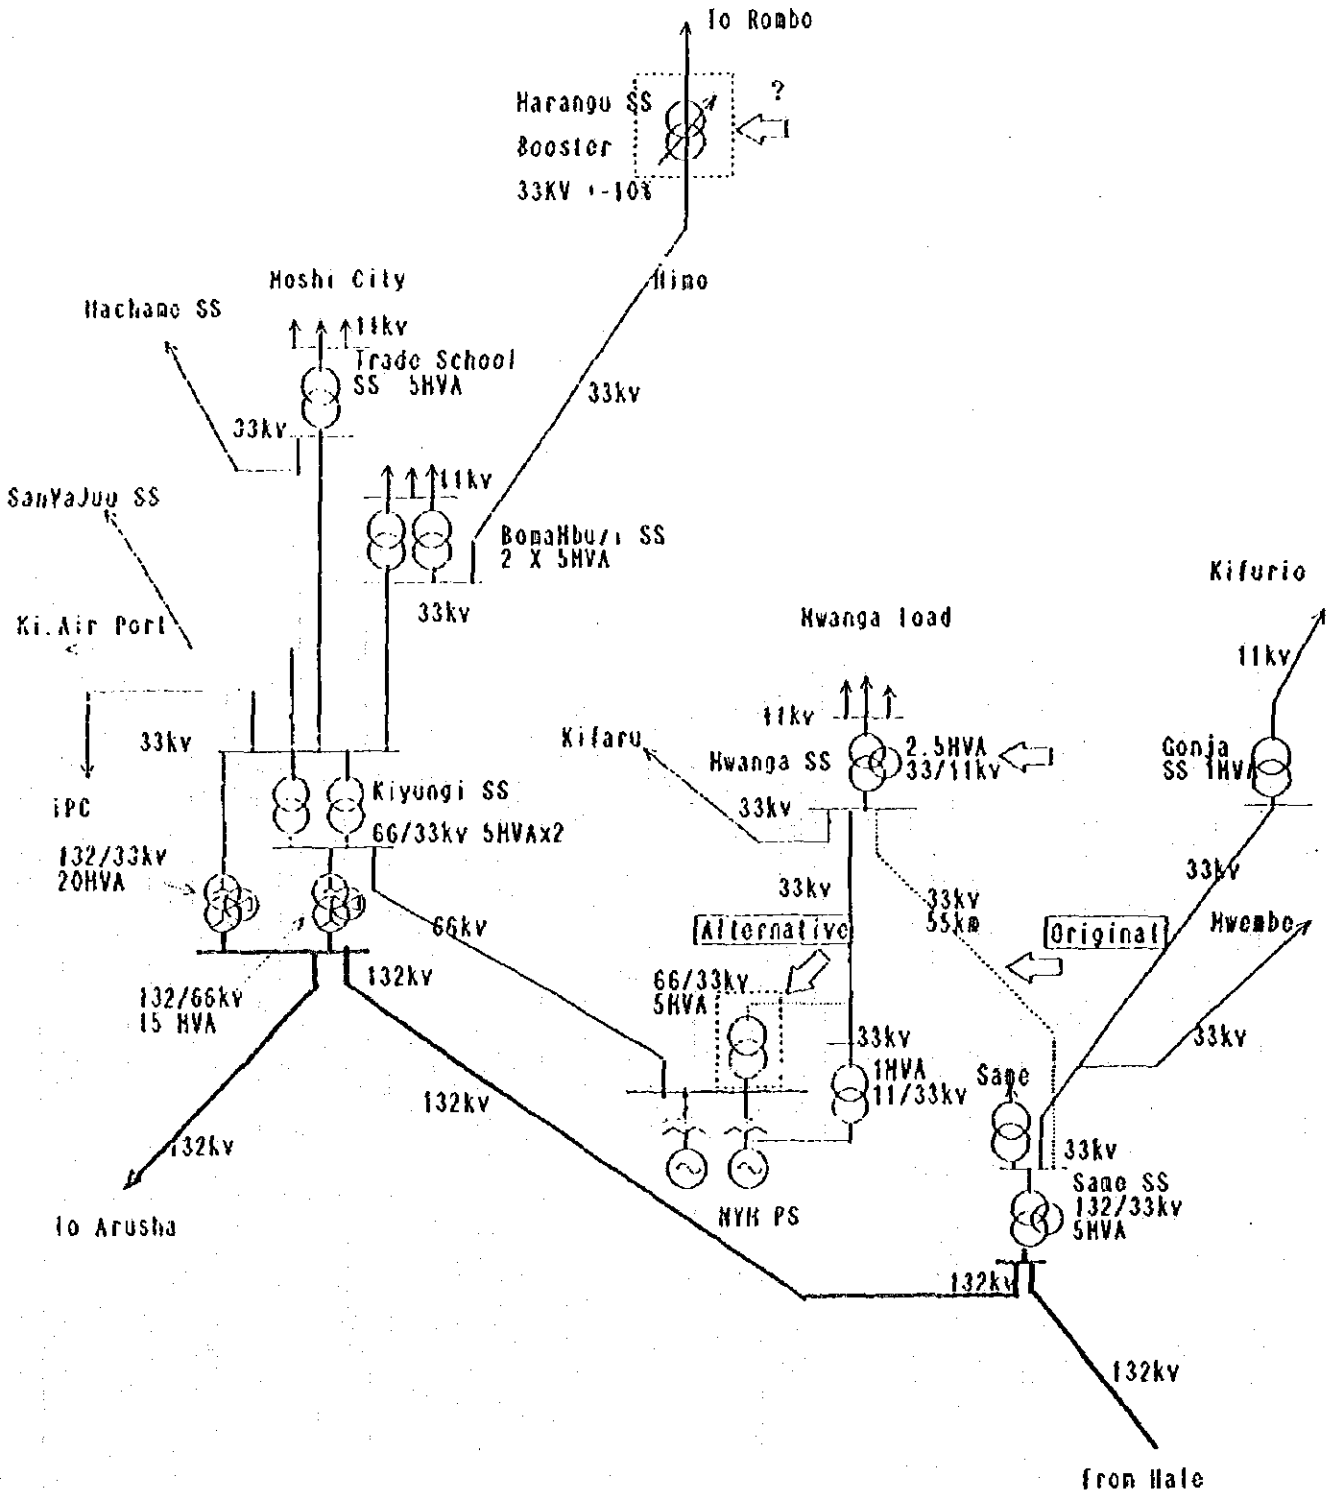 To Rombo
Marangu SS
?
Booster
33KV +-10%
Moshi City
Himo
Machame SS
11kv
Trade School
SS 5MVA
33kv
33kv
SanYaJuu SS
11kv
BomaMbuzi SS
2 X 5MVA
33kv
Kifurio
Ki.Air Port
Mwanga load
11kv
11kv
33kv
Kifaru
Mwanga SS
2.5MVA
33/11kv
Gonja
SS 1MVA
iPC
Kiyungi SS
66/33kv 5MVAx2
33kv
132/33kv
20MVA
33kv
33kv
55km
33kv
66kv
Alternative
Original
Mwembe
132kv
66/33kv
5MVA
132/66kv
15 MVA
33kv
33kv
1MVA
11/33kv
Same
132kv
132kv
33kv
Same SS
132/33kv
5MVA
NYM PS
To Arusha
132kv
132kv
From Hale